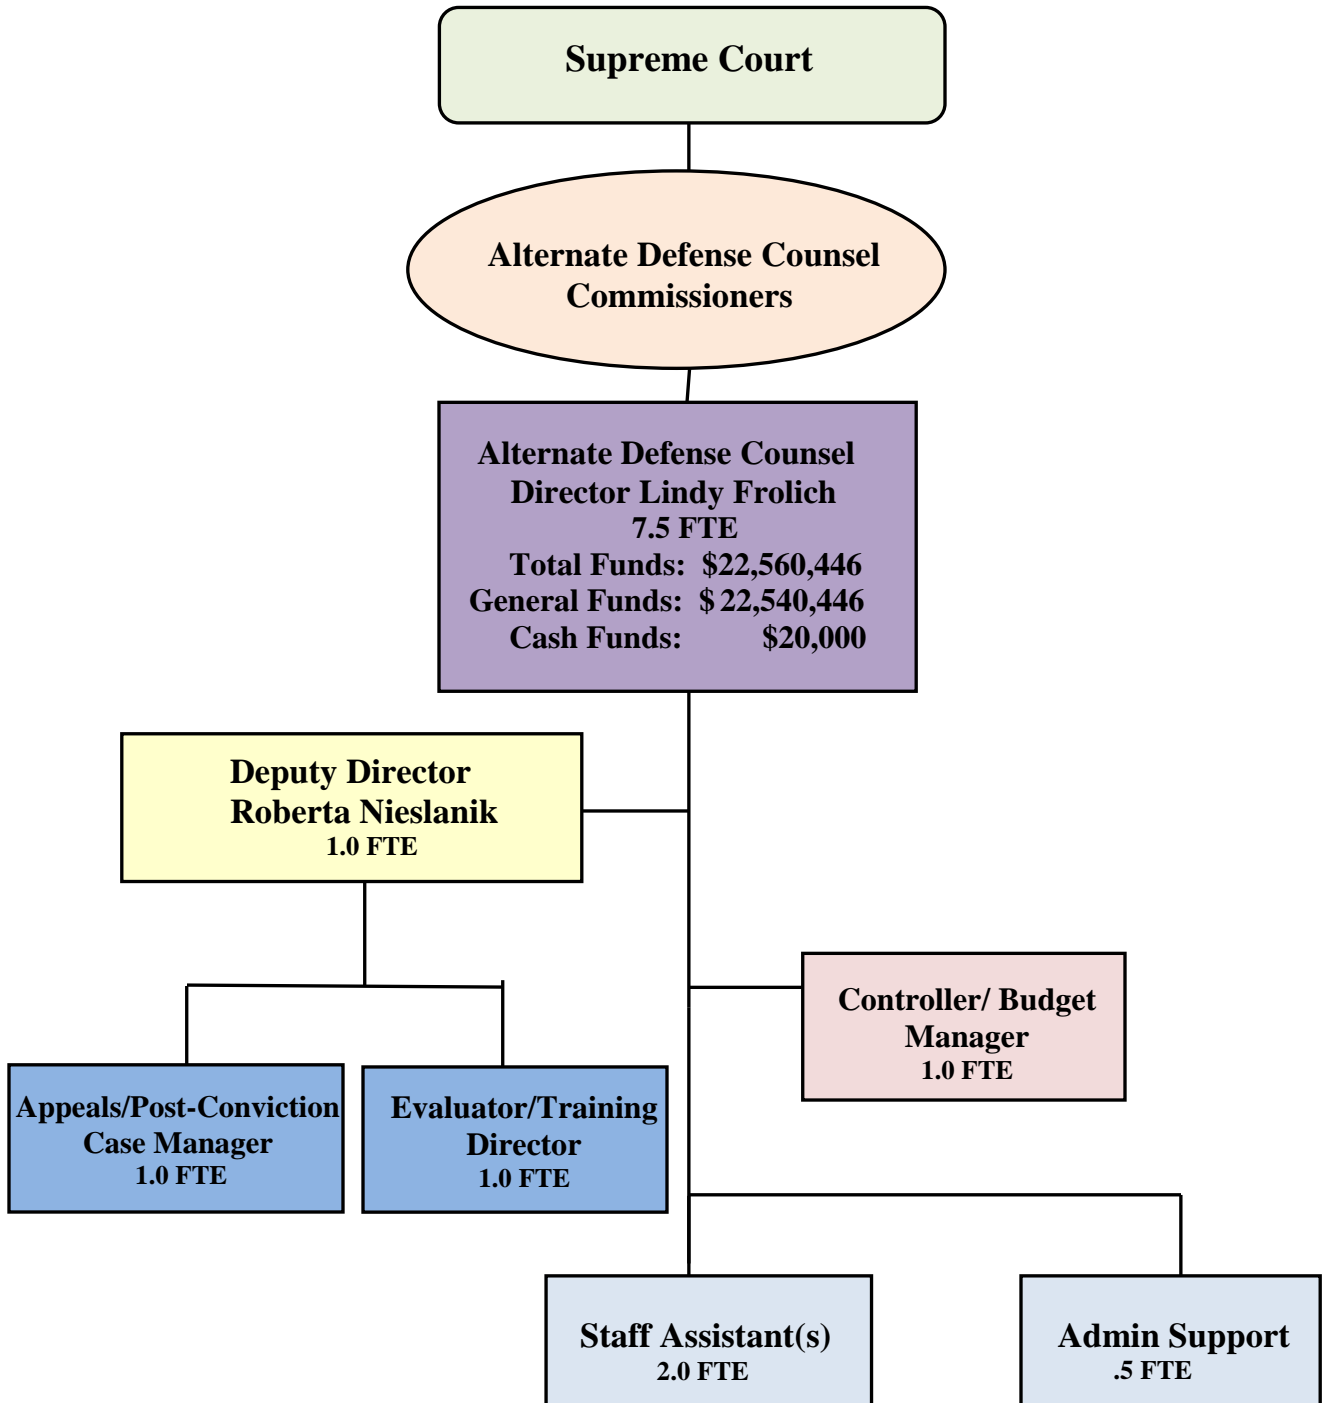 Supreme Court
Alternate Defense Counsel
Commissioners
Alternate Defense Counsel
Director Lindy Frolich
7.5 FTE
Total Funds: $22,560,446
General Funds: $ 22,540,446
Cash Funds: $20,000
Deputy Director
Roberta Nieslanik
1.0 FTE
Controller/ Budget
Manager
1.0 FTE
Appeals/Post-Conviction
Case Manager
1.0 FTE
Evaluator/Training
Director
1.0 FTE
Staff Assistant(s)
2.0 FTE
Admin Support
.5 FTE